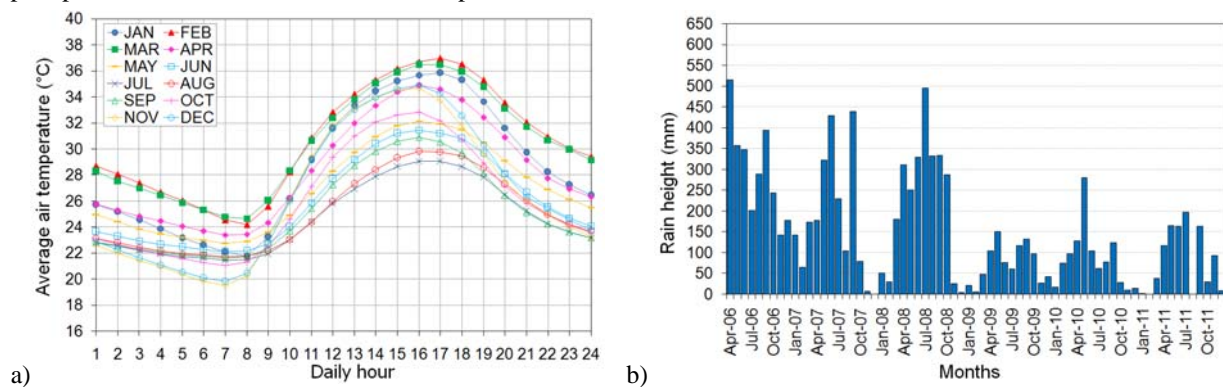 40
38
36
34
32
30
28
26
24
22
20
18
16
Average air temperature (°C)
JAN FEB
MAR APR
MAY JUN
JUL AUG
SEP OCT
NOV DEC
1 2 3 4 5 6 7 8 9 10 11 12 13 14 15 16 17 18 19 20 21 22 23 24
Daily hour
a)
650
600
550
500
450
400
350
300
250
200
150
100
50
0
Rain height (mm)
Apr-06 Jul-06 Oct-06 Jan-07 Apr-07 Jul-07 Oct-07 Jan-08 Apr-08 Jul-08 Oct-08 Jan-09 Apr-09 Jul-09 Oct-09 Jan-10 Apr-10 Jul-10 Oct-10 Jan-11 Apr-11 Jul-11 Oct-11
Months
b)